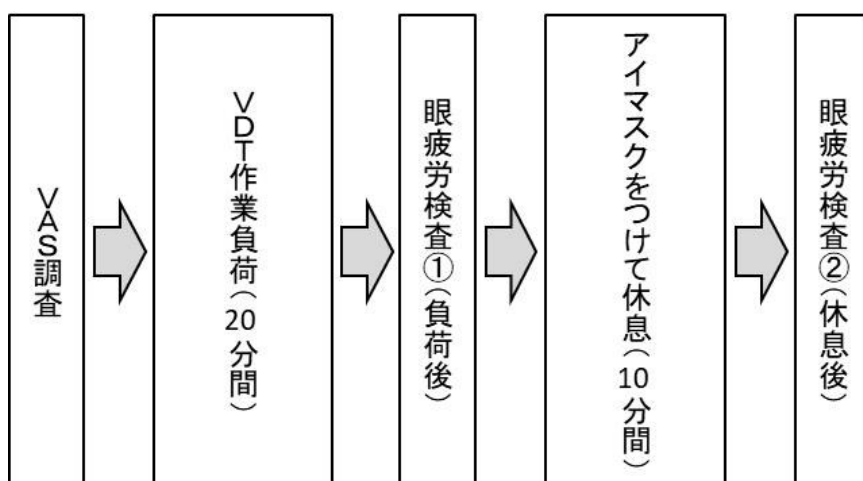 VAS調査
VDT作業負荷(20分間)
眼疲労検査①(負荷後)
アイマスクをつけて休息(10分間)
眼疲労検査②(休息後)